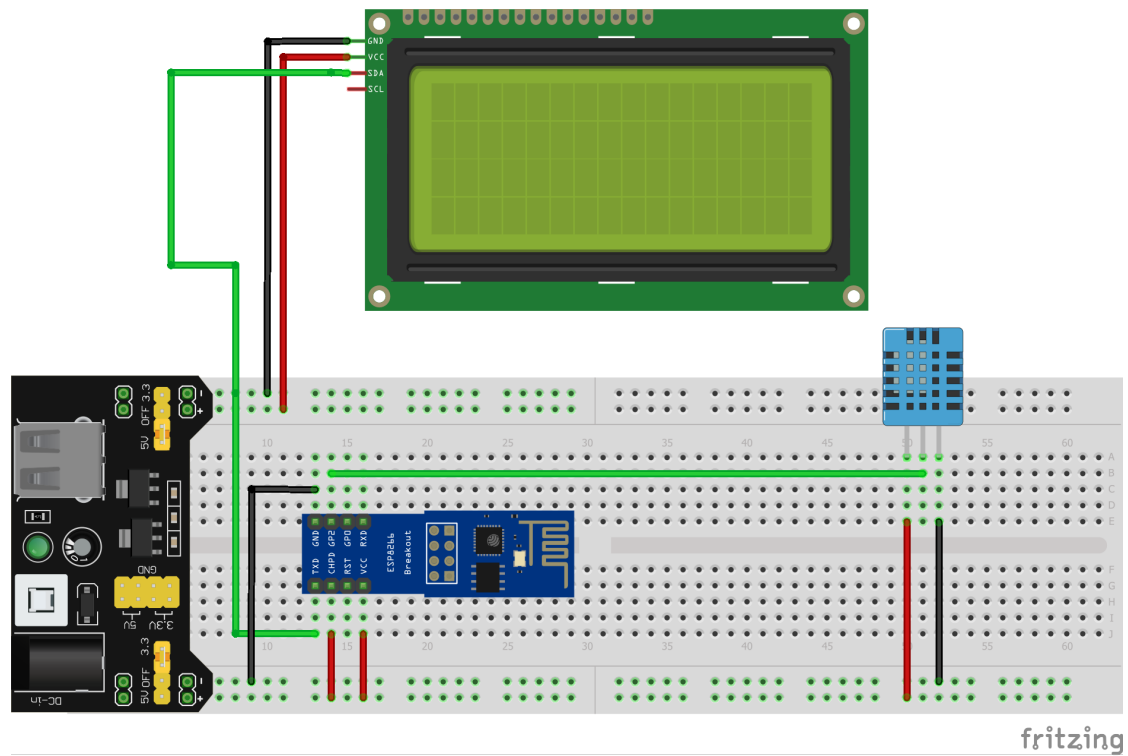 GND
VCC
SDA
SCL
3.3
OFF
5V
-
+
10 15 20 25 30 35 40 45 50 55 60
A
B
C
D
E
GND GP2 GP0 RXD
TXD CHPD RST VCC
ESP8266
Breakout
GND
5V 3.3V
F
G
H
I
J
3.3
OFF
5V
-
+
10 15 20 25 30 35 40 45 50 55 60
DC-in
fritzing